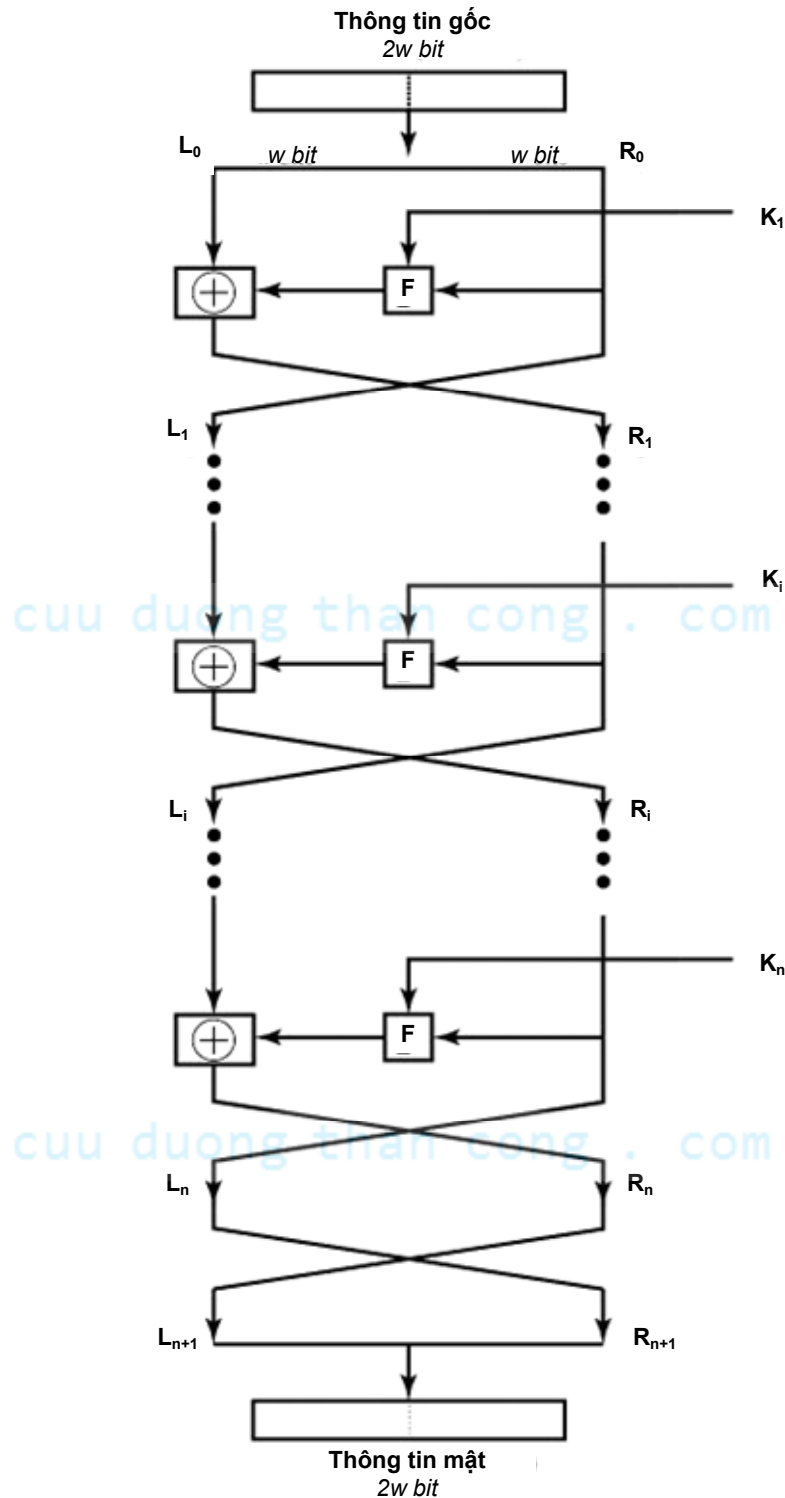 Thông tin gốc
2w bit
L₀ w bit w bit R₀
K₁
F
L₁ R₁
Kᵢ
cuu duong than cong . com
F
Lᵢ Rᵢ
Kₙ
F
cuu duong than cong . com
Lₙ Rₙ
Lₙ₊₁ Rₙ₊₁
Thông tin mật
2w bit